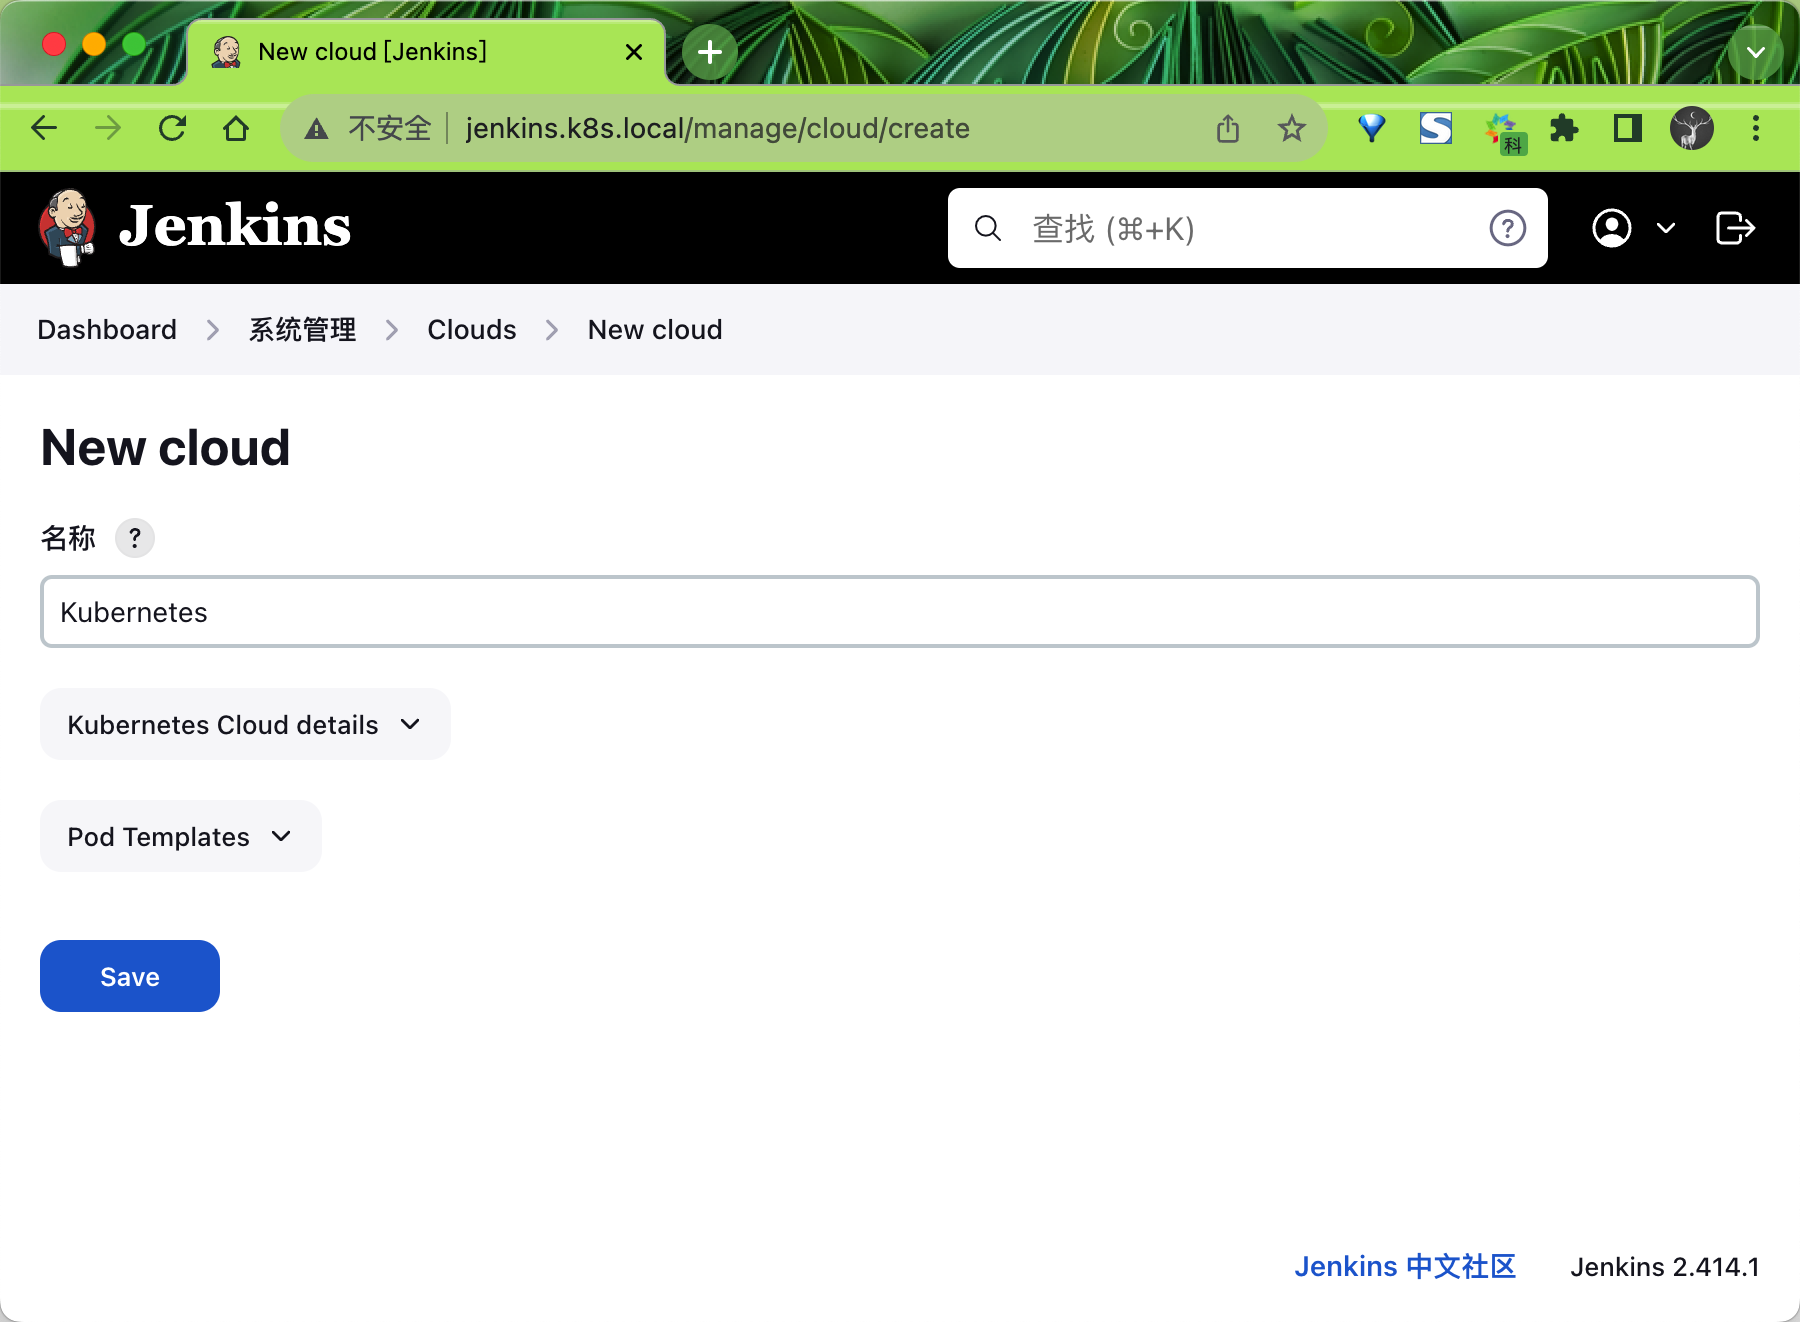 New cloud [Jenkins]
不安全 jenkins.k8s.local/manage/cloud/create
科
Jenkins
查找 (⌘+K)
Dashboard 系统管理 Clouds New cloud
New cloud
名称 ?
Kubernetes
Kubernetes Cloud details
Pod Templates
Save
Jenkins 中文社区 Jenkins 2.414.1